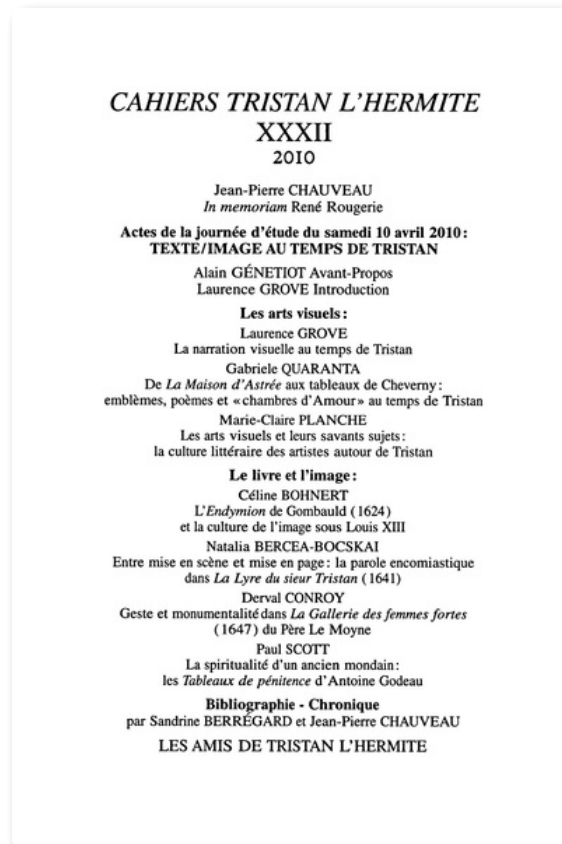 CAHIERS TRISTAN L'HERMITE
XXXII
2010
Jean-Pierre CHAUVEAU
In memoriam René Rougerie
Actes de la journée d'étude du samedi 10 avril 2010 :
TEXTE/IMAGE AU TEMPS DE TRISTAN
Alain GÉNETIOT Avant-Propos
Laurence GROVE Introduction
Les arts visuels :
Laurence GROVE
La narration visuelle au temps de Tristan
Gabriele QUARANTA
De La Maison d'Astrée aux tableaux de Cheverny :
emblèmes, poèmes et « chambres d'Amour » au temps de Tristan
Marie-Claire PLANCHE
Les arts visuels et leurs savants sujets :
la culture littéraire des artistes autour de Tristan
Le livre et l'image :
Céline BOHNERT
L'Endymion de Gombauld (1624)
et la culture de l'image sous Louis XIII
Natalia BERCEA-BOCSKAI
Entre mise en scène et mise en page : la parole encomiastique
dans La Lyre du sieur Tristan (1641)
Derval CONROY
Geste et monumentalité dans La Gallerie des femmes fortes
(1647) du Père Le Moyne
Paul SCOTT
La spiritualité d'un ancien mondain :
les Tableaux de pénitence d'Antoine Godeau
Bibliographie - Chronique
par Sandrine BERRÉGARD et Jean-Pierre CHAUVEAU
LES AMIS DE TRISTAN L'HERMITE